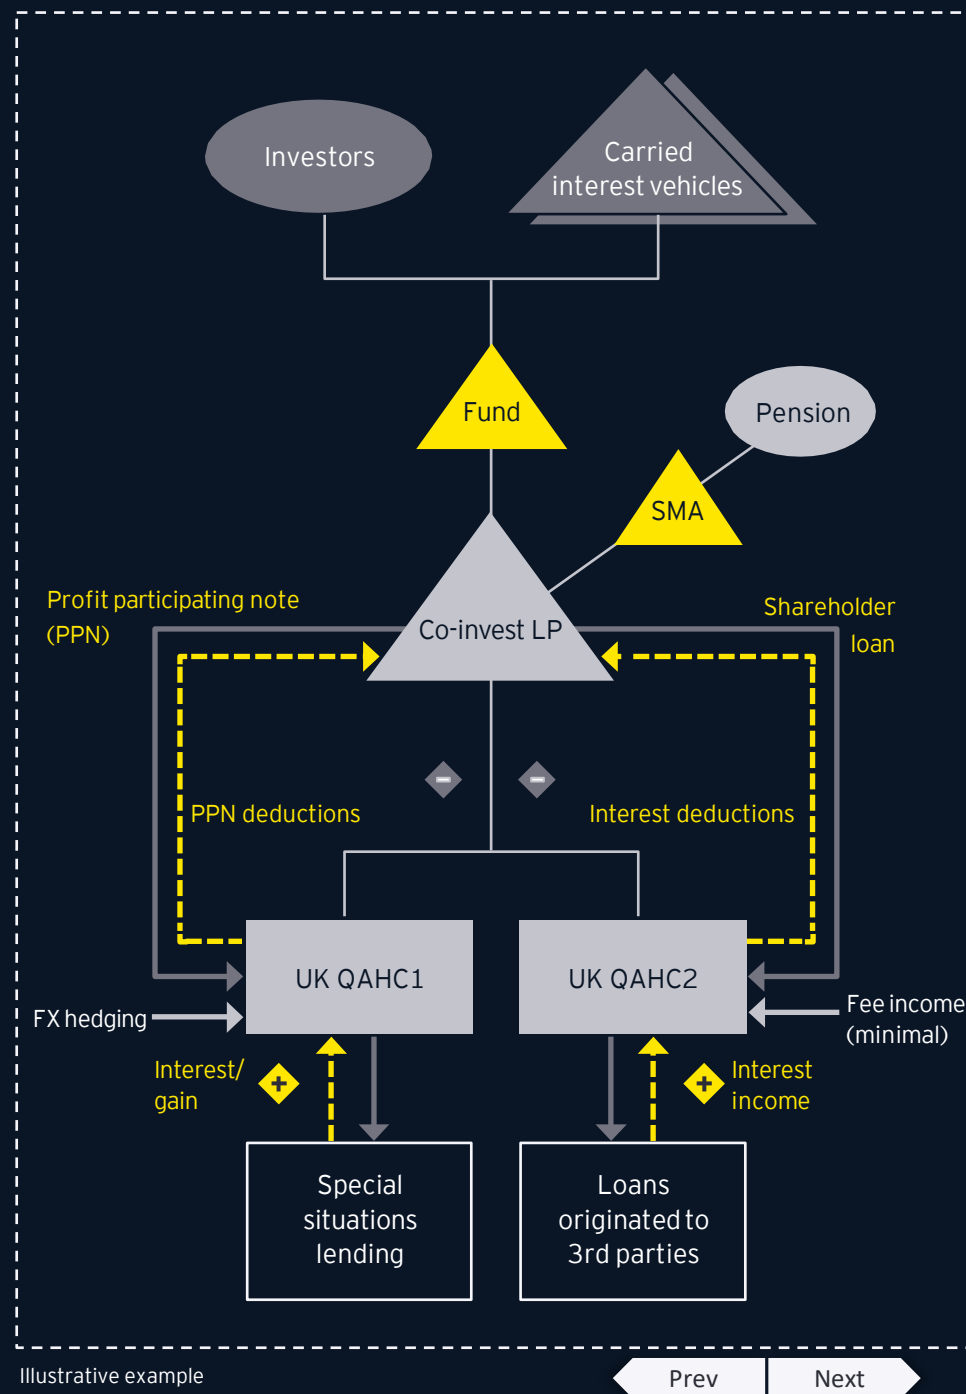 Investors
Carried
interest vehicles
Fund
Pension
SMA
Profit participating note
(PPN)
Co-invest LP
Shareholder
loan
PPN deductions
Interest deductions
UK QAHC1
UK QAHC2
FX hedging
Fee income
(minimal)
Interest/
gain
Interest
income
Special
situations
lending
Loans
originated to
3rd parties
Illustrative example
Prev
Next